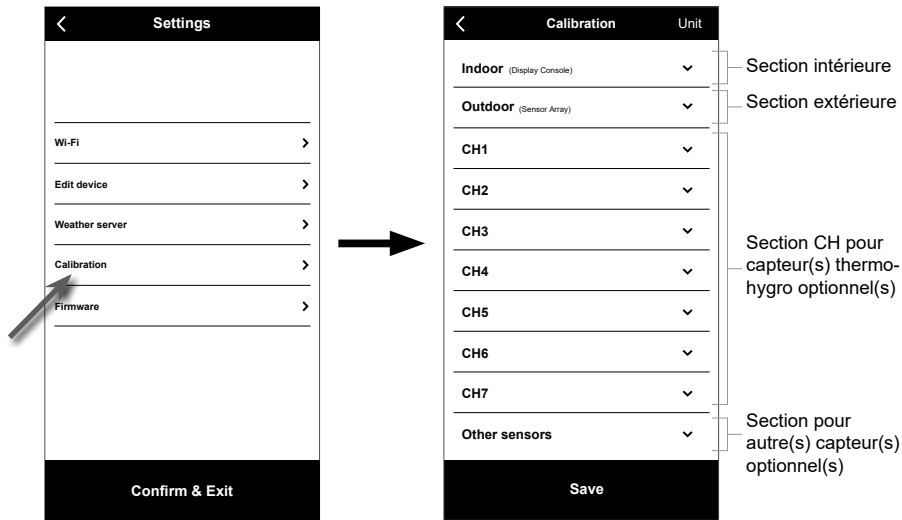 Settings
Wi-Fi
Edit device
Weather server
Calibration
Firmware
Confirm & Exit
Calibration Unit
Indoor (Display Console)
Outdoor (Sensor Array)
CH1
CH2
CH3
CH4
CH5
CH6
CH7
Other sensors
Save
Section intérieure
Section extérieure
Section CH pour
capteur(s) thermo-
hygro optionnel(s)
Section pour
autre(s) capteur(s)
optionnel(s)